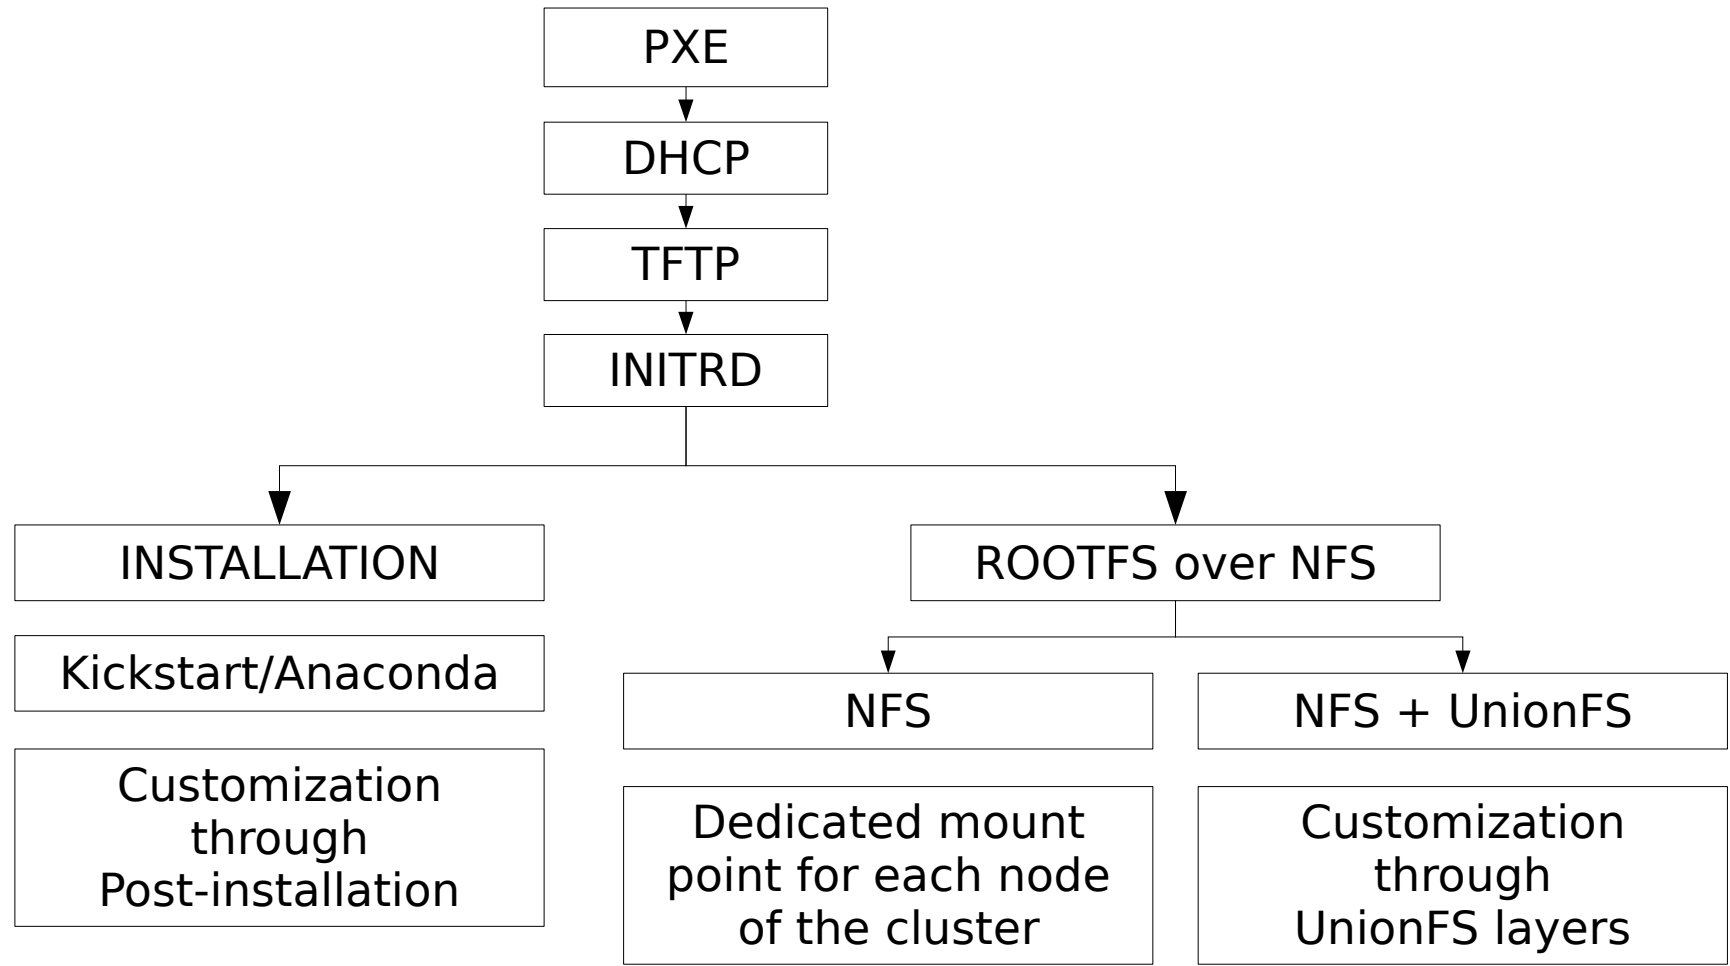 PXE
DHCP
TFTP
INITRD
INSTALLATION
ROOTFS over NFS
Kickstart/Anaconda
NFS
NFS + UnionFS
Customization
through
Post-installation
Dedicated mount
point for each node
of the cluster
Customization
through
UnionFS layers